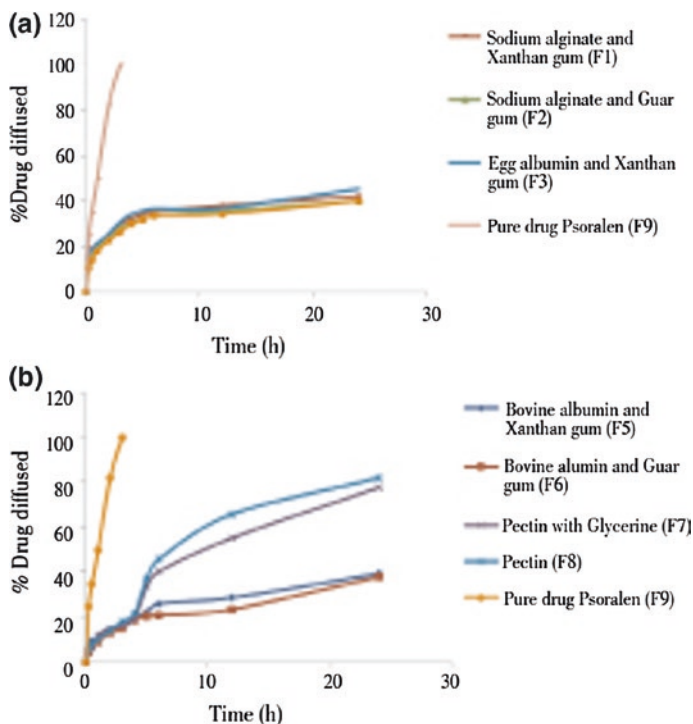 (a)
120
100
80
60
40
20
0
%Drug diffused
0 10 20 30
Time (h)
Sodium alginate and
Xanthan gum (F1)
Sodium alginate and Guar
gum (F2)
Egg albumin and Xanthan
gum (F3)
Pure drug Psoralen (F9)
(b)
120
100
80
60
40
20
0
% Drug diffused
0 10 20 30
Time (h)
Bovine albumin and
Xanthan gum (F5)
Bovine alumin and Guar
gum (F6)
Pectin with Glycerine (F7)
Pectin (F8)
Pure drug Psoralen (F9)